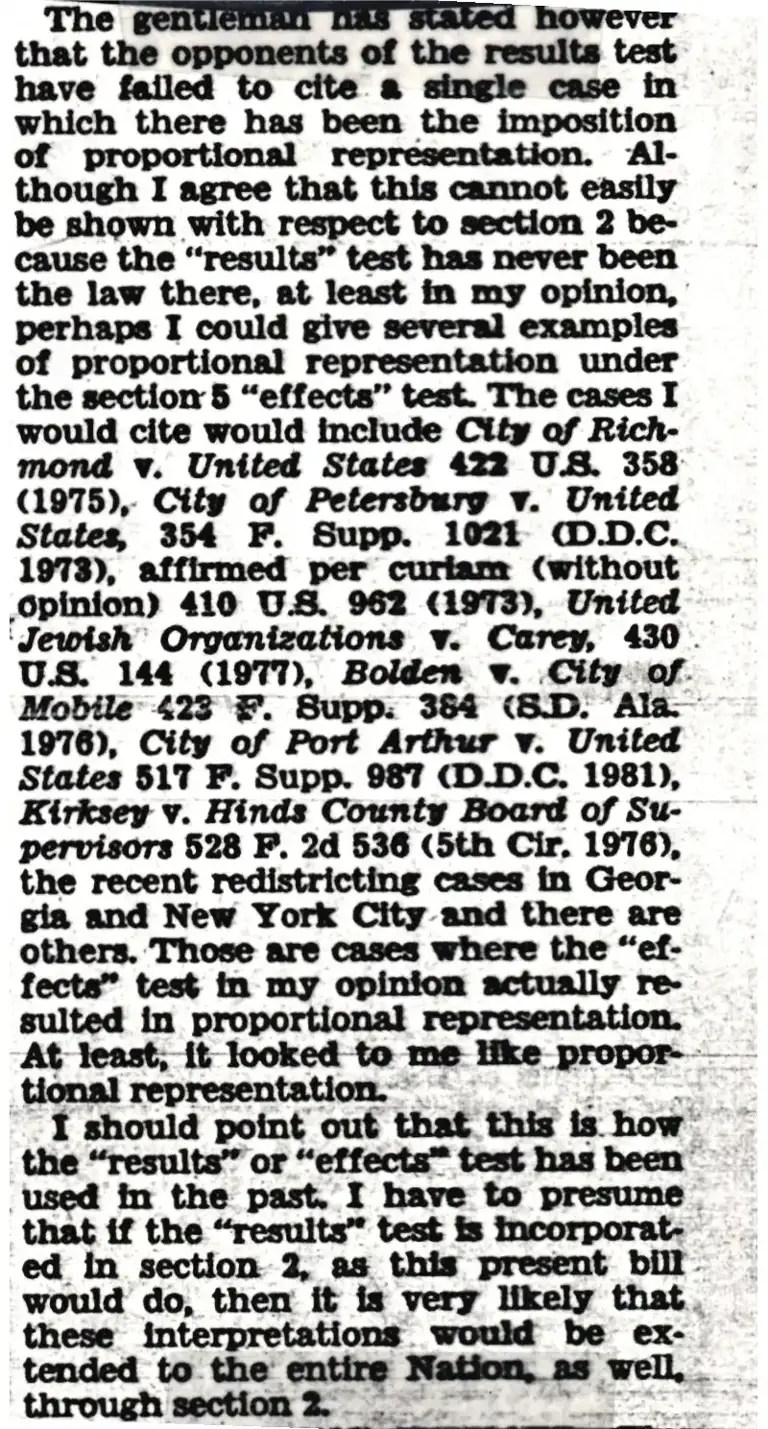 The gentleman has stated however
that the opponents of the results test
have failed to cite a single case in
which there has been the imposition
of proportional representation. Al-
though I agree that this cannot easily
be shown with respect to section 2 be-
cause the "results" test has never been
the law there, at least in my opinion,
perhaps I could give several examples
of proportional representation under
the section 5 "effects" test. The cases I
would cite would include City of Rich-
mond v. United States 422 U.S. 358
(1975), City of Petersburg v. United
States, 354 F. Supp. 1021 (D.D.C.
1973), affirmed per curiam (without
opinion) 410 U.S. 962 (1973), United
Jewish Organizations v. Carey, 430
U.S. 144 (1977), Bolden v. City of
Mobile 423 F. Supp. 384 (S.D. Ala.
1976), City of Port Arthur v. United
States 517 F. Supp. 987 (D.D.C. 1981),
Kirksey v. Hinds County Board of Su-
pervisors 528 F. 2d 536 (5th Cir. 1976),
the recent redistricting cases in Geor-
gia and New York City and there are
others. Those are cases where the "ef-
fects" test in my opinion actually re-
sulted in proportional representation.
At least, it looked to me like propor-
tional representation.
I should point out that this is how
the "results" or "effects" test has been
used in the past. I have to presume
that if the "results" test is incorporat-
ed in section 2, as this present bill
would do, then it is very likely that
these interpretations would be ex-
tended to the entire Nation, as well,
through section 2.